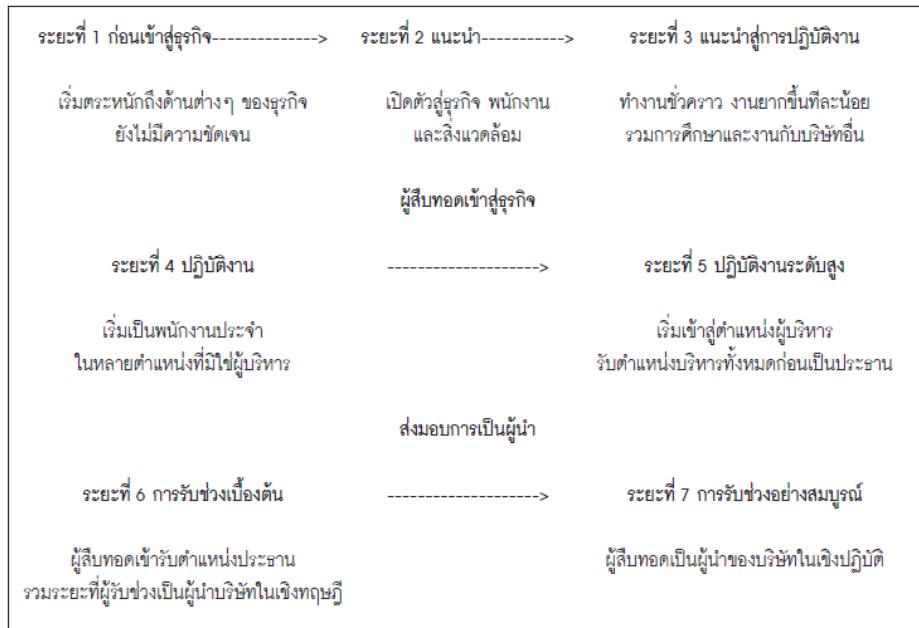 ระยะที่ 1 ก่อนเข้าสู่ธุรกิจ--------------> ระยะที่ 2 แนะนำ-----------> ระยะที่ 3 แนะนำสู่การปฏิบัติงาน
เริ่มตระหนักถึงด้านต่างๆ ของธุรกิจ เปิดตัวสู่ธุรกิจ พนักงาน ทำงานชั่วคราว งานยากขึ้นทีละน้อย
ยังไม่มีความชัดเจน และสิ่งแวดล้อม รวมการศึกษาและงานกับบริษัทอื่น
ผู้สืบทอดเข้าสู่ธุรกิจ
ระยะที่ 4 ปฏิบัติงาน --------------------> ระยะที่ 5 ปฏิบัติงานระดับสูง
เริ่มเป็นพนักงานประจำ เริ่มเข้าสู่ตำแหน่งผู้บริหาร
ในหลายตำแหน่งที่มิใช่ผู้บริหาร รับตำแหน่งบริหารทั้งหมดก่อนเป็นประธาน
ส่งมอบการเป็นผู้นำ
ระยะที่ 6 การรับช่วงเบื้องต้น --------------------> ระยะที่ 7 การรับช่วงอย่างสมบูรณ์
ผู้สืบทอดเข้ารับตำแหน่งประธาน ผู้สืบทอดเป็นผู้นำของบริษัทในเชิงปฏิบัติ
รวมระยะที่ผู้รับช่วงเป็นผู้นำบริษัทในเชิงทฤษฎี